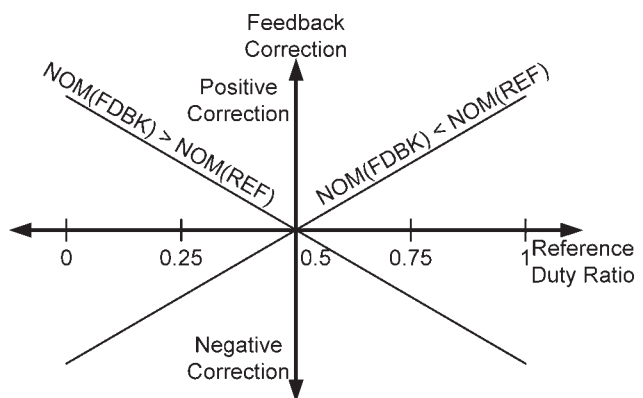 Feedback
Correction
Positive
Correction
NOM(FDBK) > NOM(REF)
NOM(FDBK) < NOM(REF)
0
0.25
0.5
0.75
1
Reference
Duty Ratio
Negative
Correction